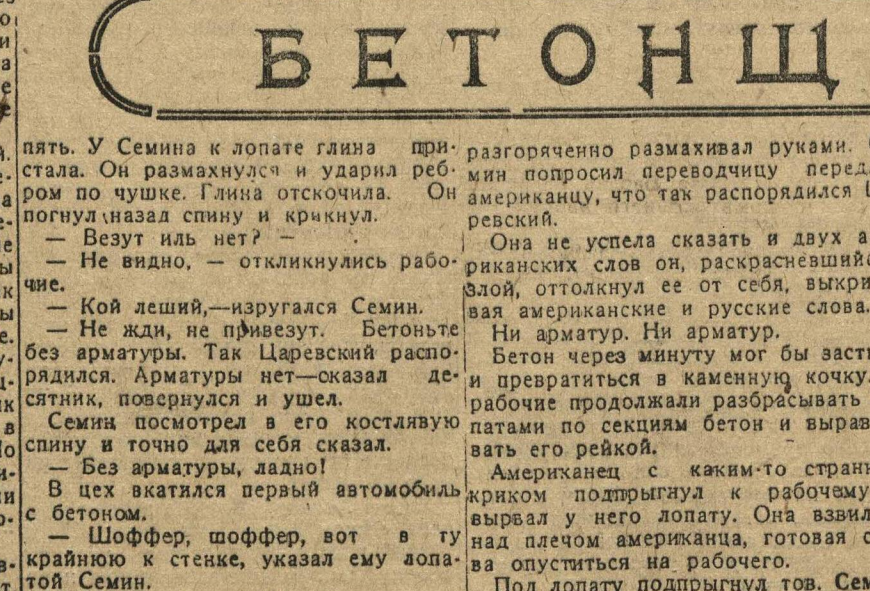 БЕТОНЩ
пять. У Семина к лопате глина при-
стала. Он размахнулся и ударил реб-
ром по чушке. Глина отскочила. Он
погнул назад спину и крикнул.
— Везут иль нет? —
— Не видно, — откликнулись рабо-
чие.
— Кой леший,—изругался Семин.
— Не жди, не привезут. Бетоньте
без арматуры. Так Царевский распо-
рядился. Арматуры нет—сказал де-
сятник, повернулся и ушел.
Семин посмотрел в его костлявую
спину и точно для себя сказал.
— Без арматуры, ладно!
В цех вкатился первый автомобиль
с бетоном.
— Шоффер, шоффер, вот в ту
крайнюю к стенке, указал ему лопа-
той Семин.
разгоряченно размахивал руками.
мин попросил переводчицу перед
американцу, что так распорядился
ревский.
Она не успела сказать и двух а
риканских слов он, раскрасневший
злой, оттолкнул ее от себя, выкри
вая американские и русские слова.
Ни арматур. Ни арматур.
Бетон через минуту мог бы засты
и превратиться в каменную кочку.
рабочие продолжали разбрасывать
патами по секциям бетон и вырав
вать его рейкой.
Американец с каким-то странн
криком подпрыгнул к рабочему
вырвал у него лопату. Она взвил
над плечом американца, готовая с
ва опуститься на рабочего.
Под лопату подпрыгнул тов. Сем